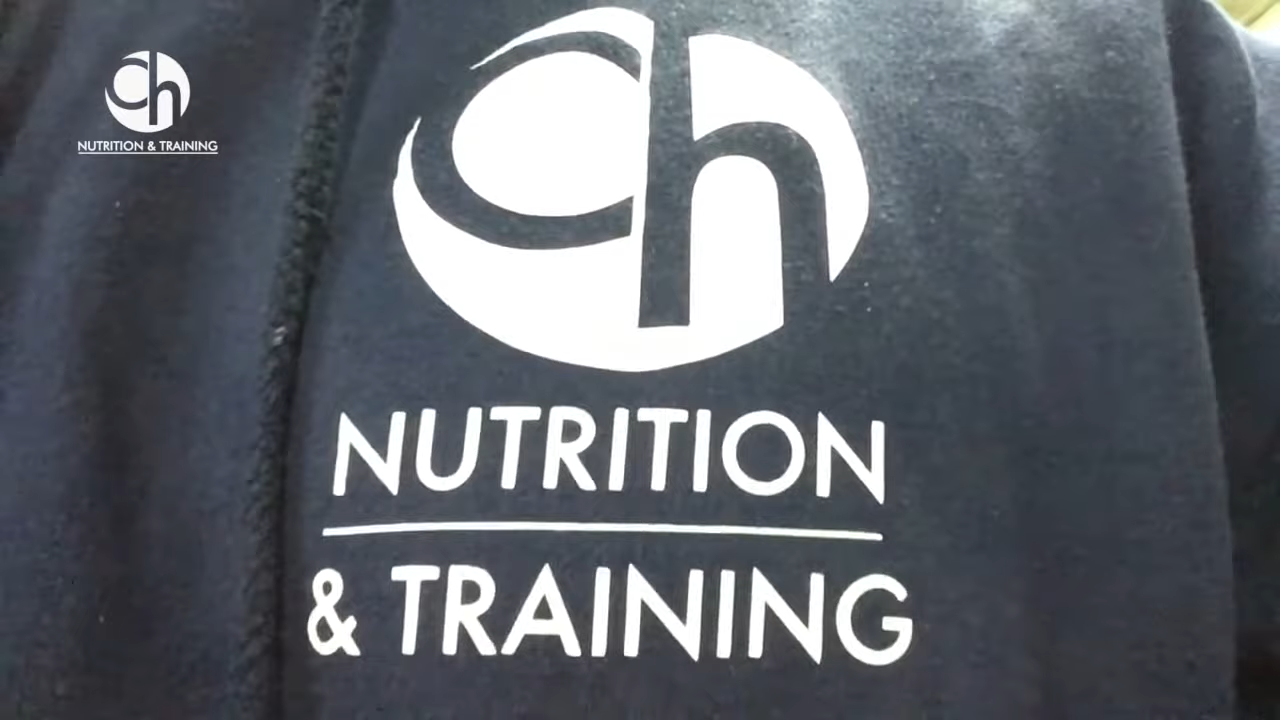 ch
NUTRITION & TRAINING
ch
NUTRITION
& TRAINING